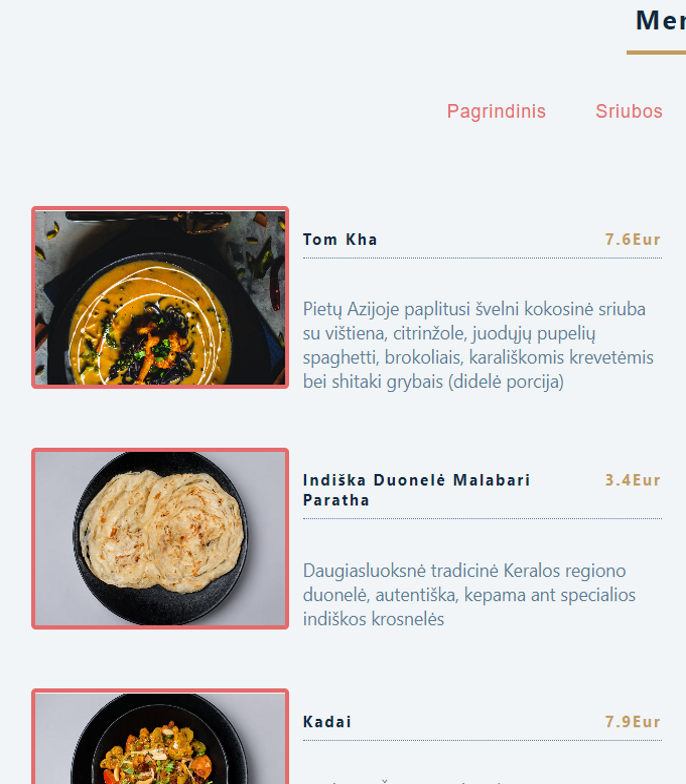 Pagrindinis Sriubos
Tom Kha 7.6Eur
Pietų Azijoje paplitusi švelni kokosinė sriuba
su vištiena, citrinžole, juodųjų pupelių
spaghetti, brokoliais, karališkomis krevetėmis
bei shitaki grybais (didelė porcija)
Indiška Duonelė Malabari 3.4Eur
Paratha
Daugiasluoksnė tradicinė Keralos regiono
duonelė, autentiška, kepama ant specialios
indiškos krosnelės
Kadai 7.9Eur